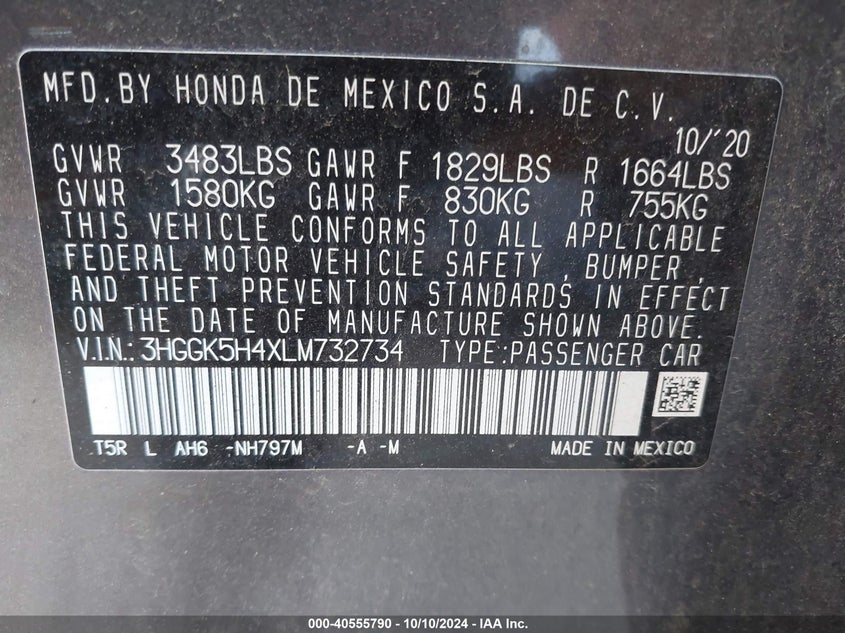 MFD.BY HONDA DE MEXICO S.A. DE C.V.
10/'20
GVWR 3483LBS GAWR F 1829LBS R 1664LBS
GVWR 1580KG GAWR F 830KG R 755KG
THIS VEHICLE CONFORMS TO ALL APPLICABLE
FEDERAL MOTOR VEHICLE SAFETY , BUMPER ,
AND THEFT PREVENTION STANDARDS IN EFFECT
ON THE DATE OF MANUFACTURE SHOWN ABOVE.
V.I.N.: 3HGGK5H4XLM732734 TYPE:PASSENGER CAR
T5R L AH6 -NH797M -A -M MADE IN MEXICO
000-40555790 - 10/10/2024 - IAA Inc.